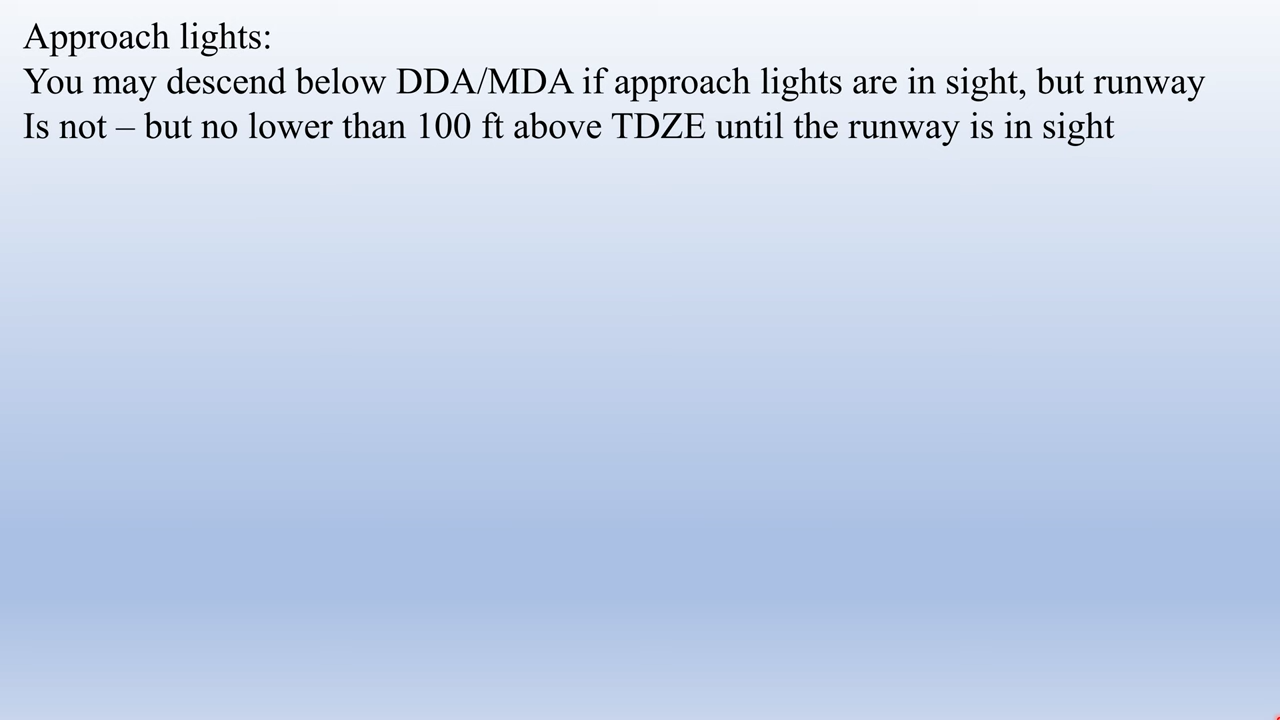 Approach lights:
You may descend below DDA/MDA if approach lights are in sight, but runway
Is not – but no lower than 100 ft above TDZE until the runway is in sight